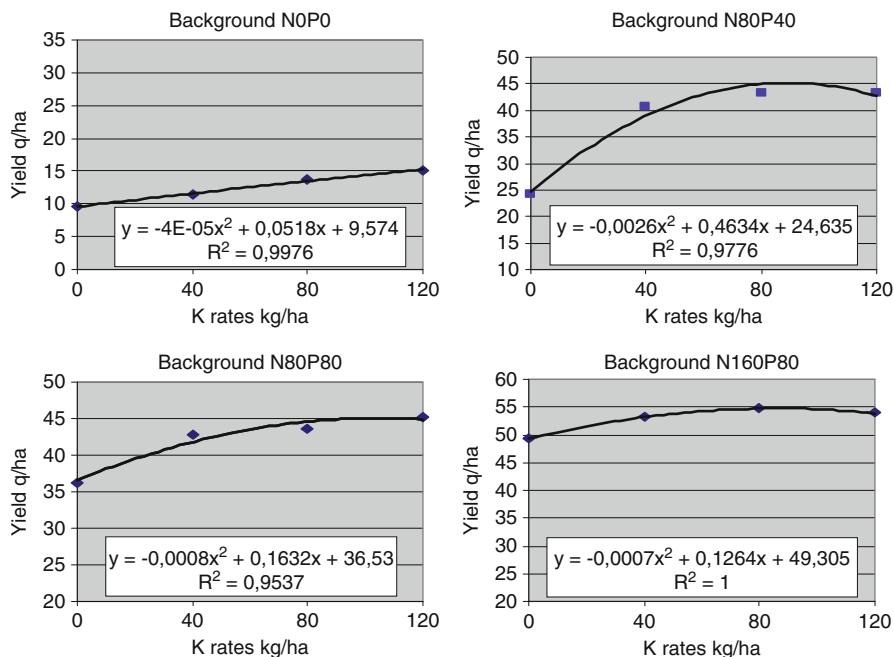 Background N0P0
35
30
25
20
15
10
5
0
Yield q/ha
y = -4E-05x² + 0,0518x + 9,574
R² = 0,9976
0 40 80 120
K rates kg/ha
Background N80P40
50
45
40
35
30
25
20
15
10
Yield q/ha
y = -0,0026x² + 0,4634x + 24,635
R² = 0,9776
0 40 80 120
K rates kg/ha
Background N80P80
50
45
40
35
30
25
20
Yield q/ha
y = -0,0008x² + 0,1632x + 36,53
R² = 0,9537
0 40 80 120
K rates kg/ha
Background N160P80
60
55
50
45
40
35
30
25
20
Yield q/ha
y = -0,0007x² + 0,1264x + 49,305
R² = 1
0 40 80 120
K rates kg/ha